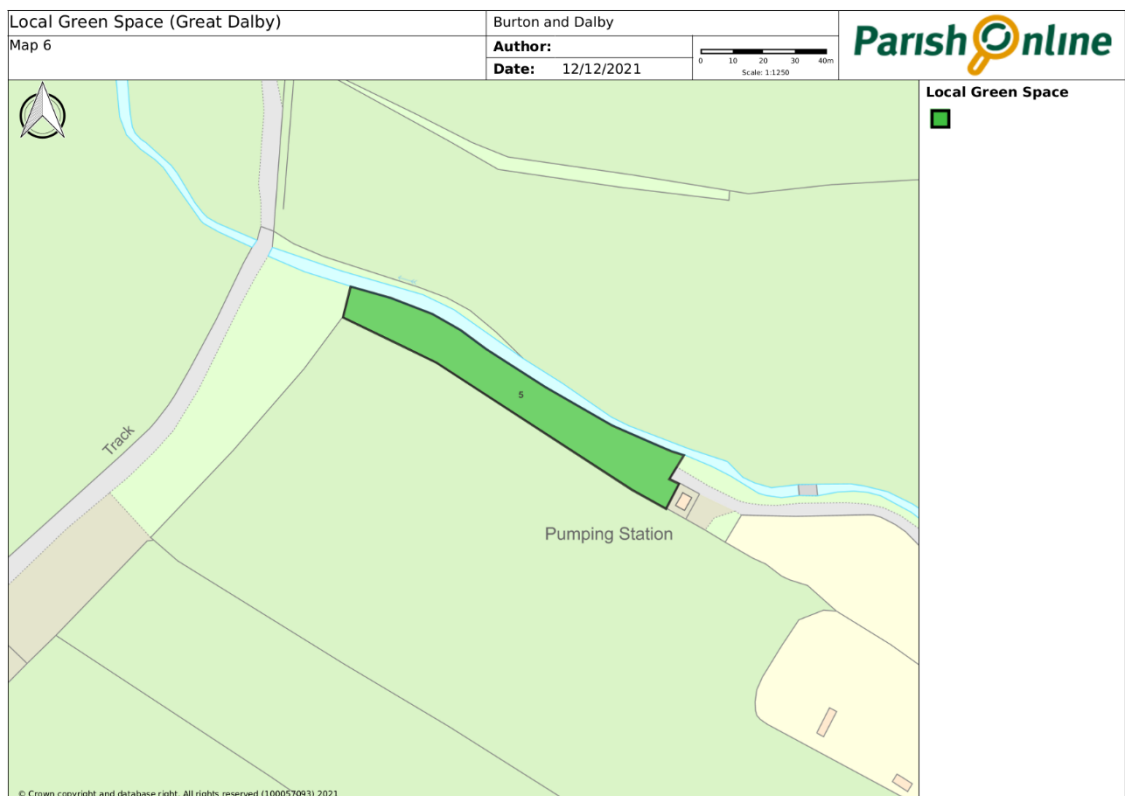 Local Green Space (Great Dalby)
Map 6
Burton and Dalby
Author:
Date: 12/12/2021
0 10 20 30 40m
Scale: 1:1250
Parish Online
Local Green Space
5
Track
Pumping Station
© Crown copyright and database right. All rights reserved (100057093) 2021